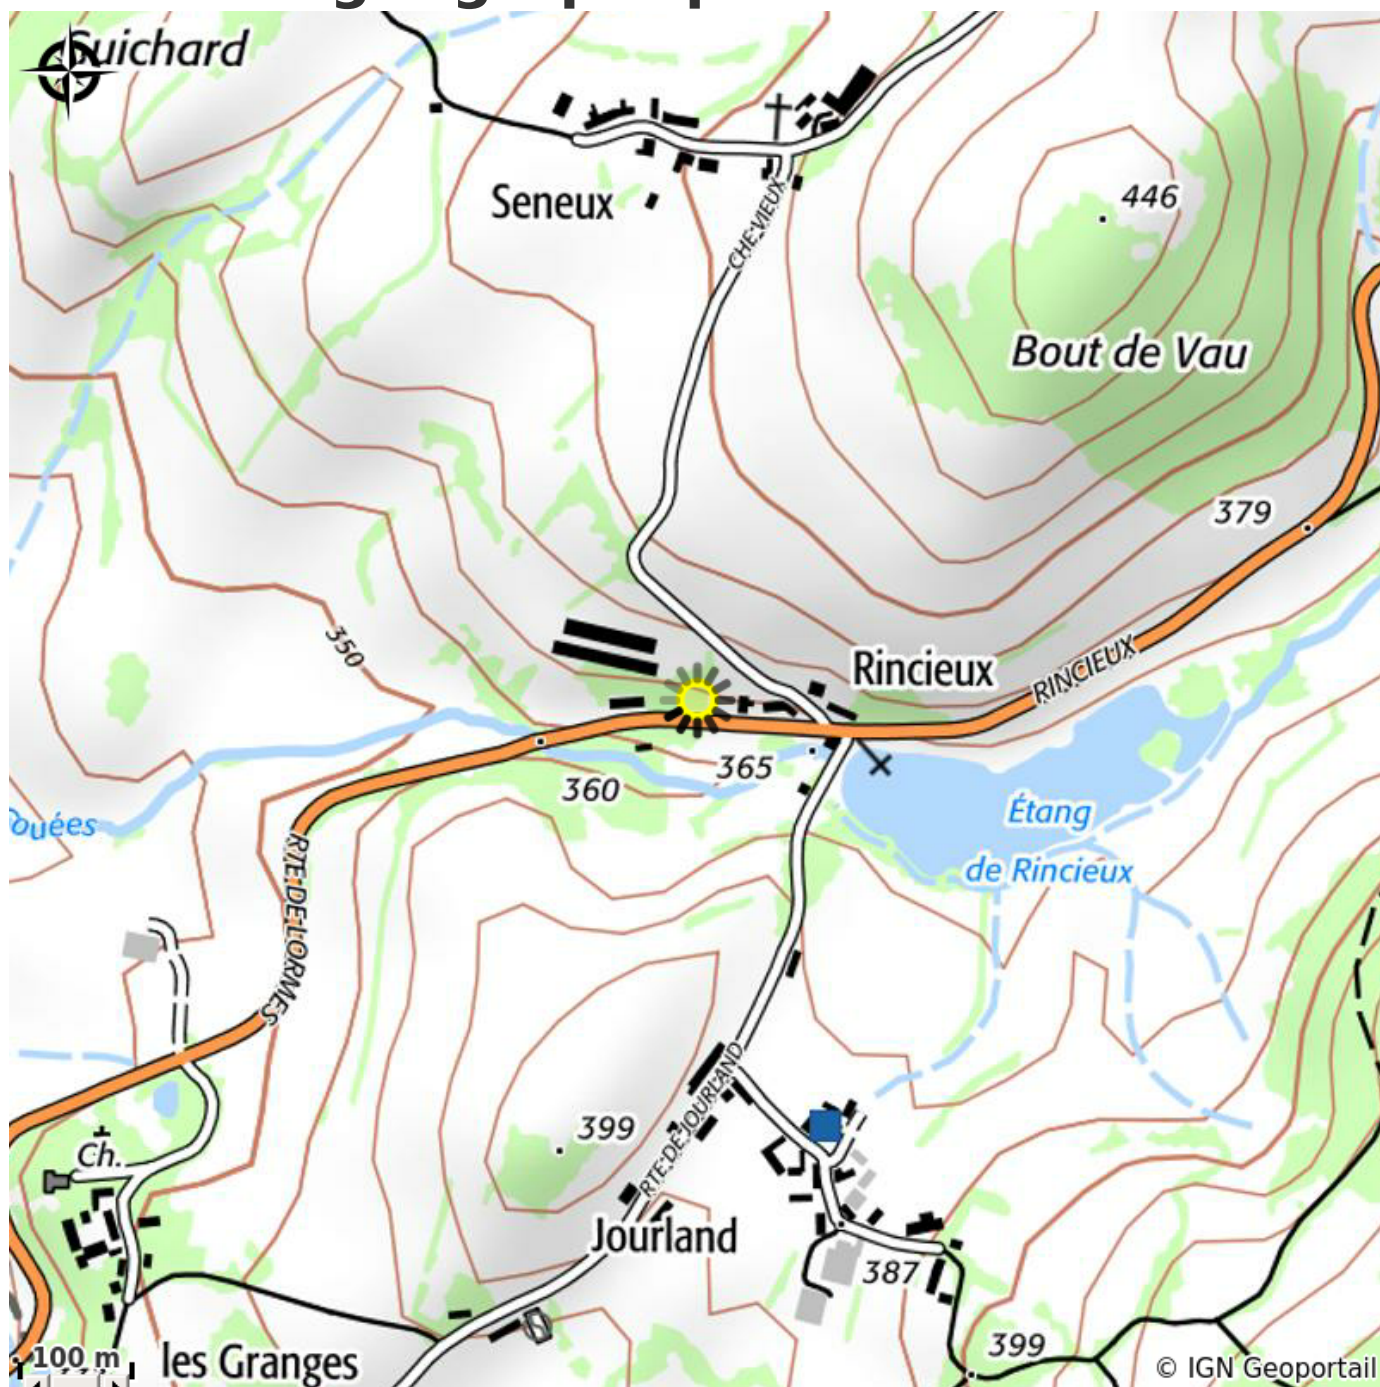 Guichard
Seneux
CHE VIEUX
446
Bout de Vau
379
350
Rincieux
RINCIEUX
365
360
Étang
de Rincieux
ouées
RTE DE LORMES
399
RTE DE JOURLAND
Ch.
Jourland
387
399
100 m
les Granges
© IGN Geoportail